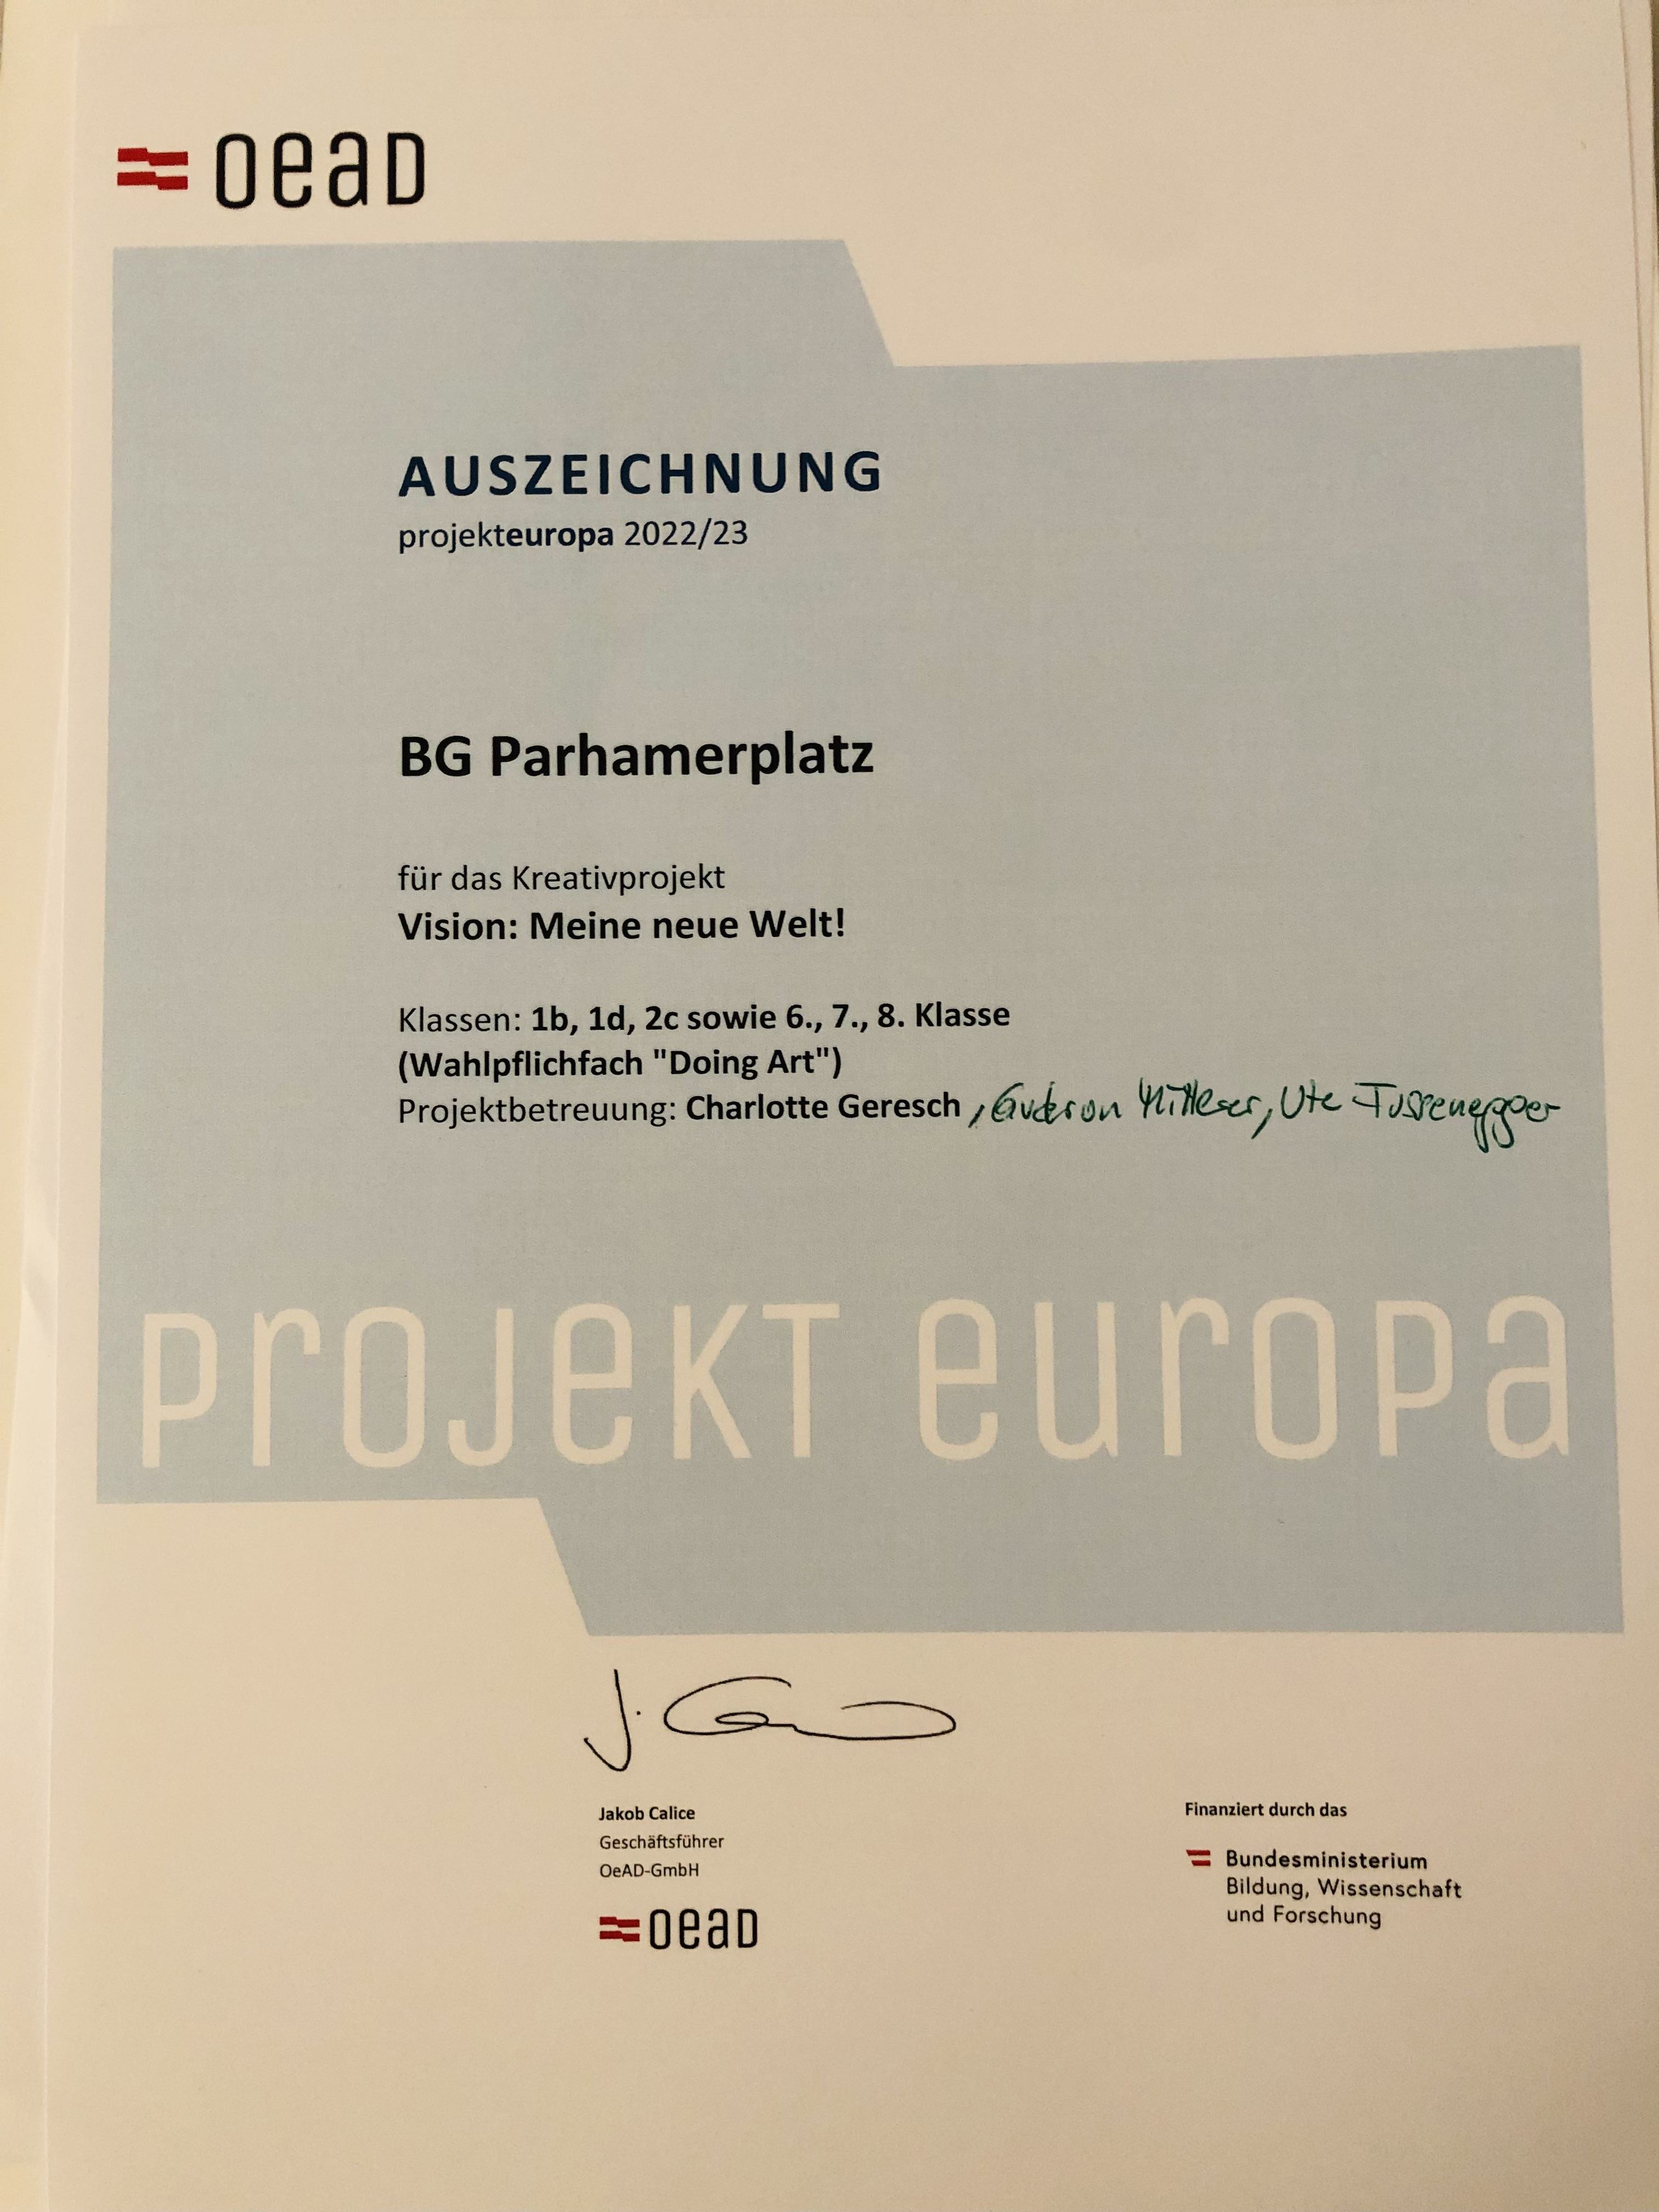 oead
AUSZEICHNUNG
projekteuropa 2022/23
BG Parhamerplatz
für das Kreativprojekt
Vision: Meine neue Welt!
Klassen: 1b, 1d, 2c sowie 6., 7., 8. Klasse
(Wahlpflichfach "Doing Art")
Projektbetreuung: Charlotte Geresch, Ute
Projekt europa
Jakob Calice
Geschäftsführer
OeAD-GmbH
oead
Finanziert durch das
Bundesministerium
Bildung, Wissenschaft
und Forschung